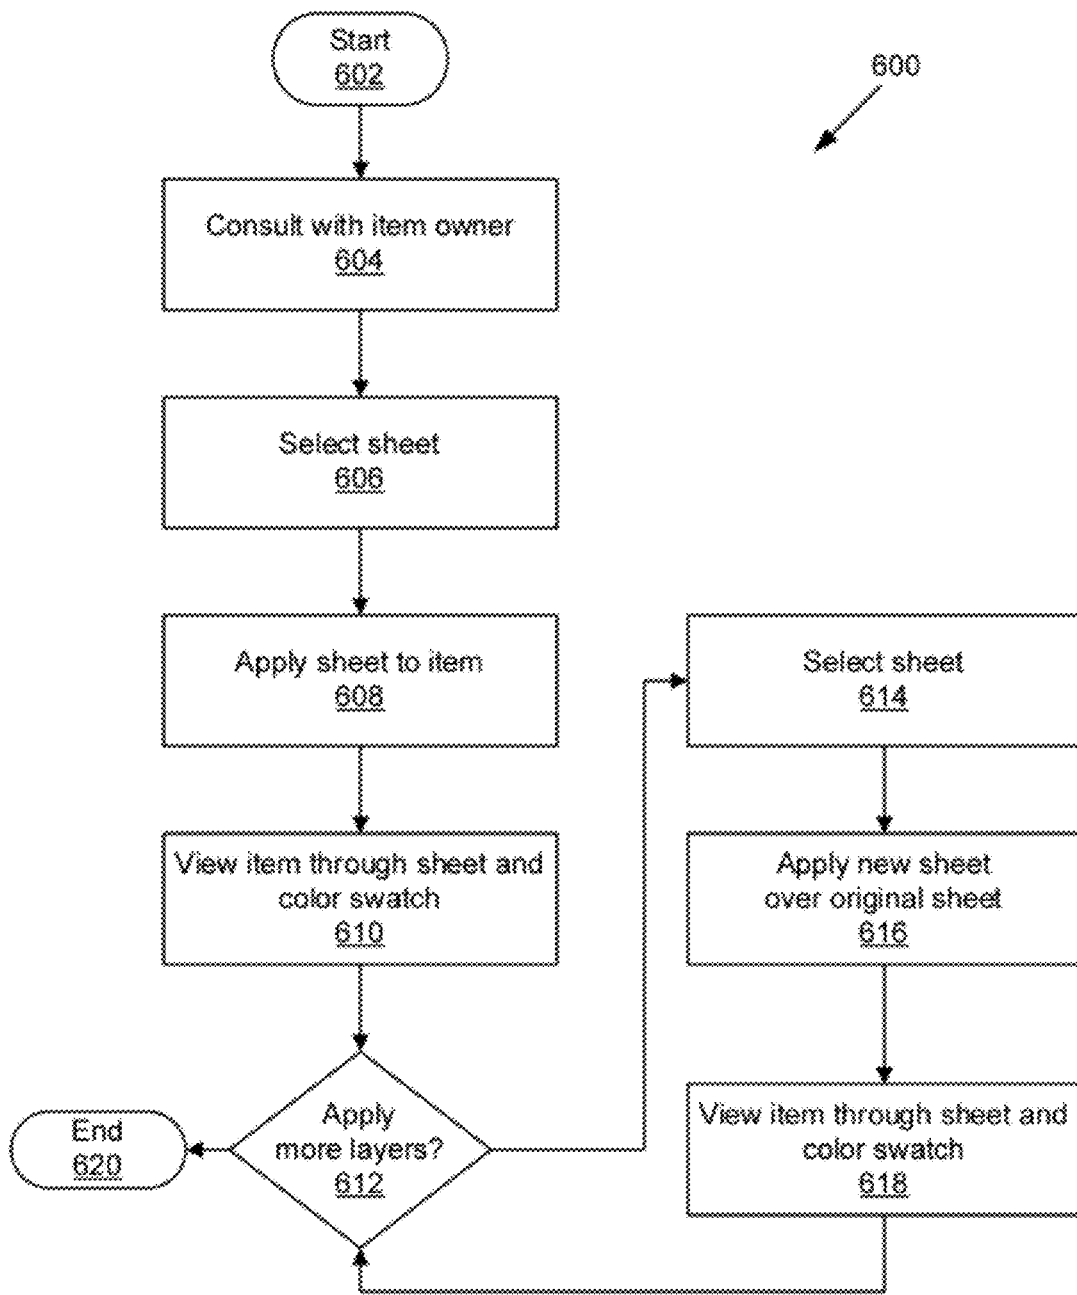 Start
602
600
Consult with item owner
604
Select sheet
606
Apply sheet to item
608
View item through sheet and
color swatch
610
Apply
more layers?
612
End
620
Select sheet
614
Apply new sheet
over original sheet
616
View item through sheet and
color swatch
618